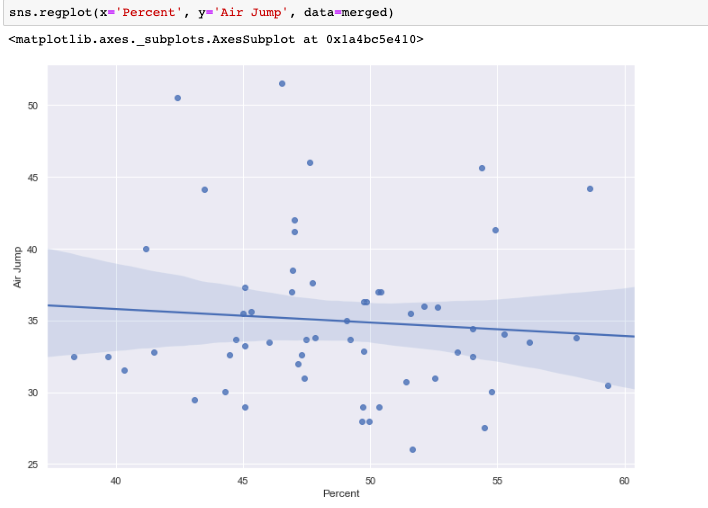 sns.regplot(x='Percent', y='Air Jump', data=merged)
<matplotlib.axes._subplots.AxesSubplot at 0x1a4bc5e410>
50
45
40
35
30
25
Air Jump
40 45 50 55 60
Percent